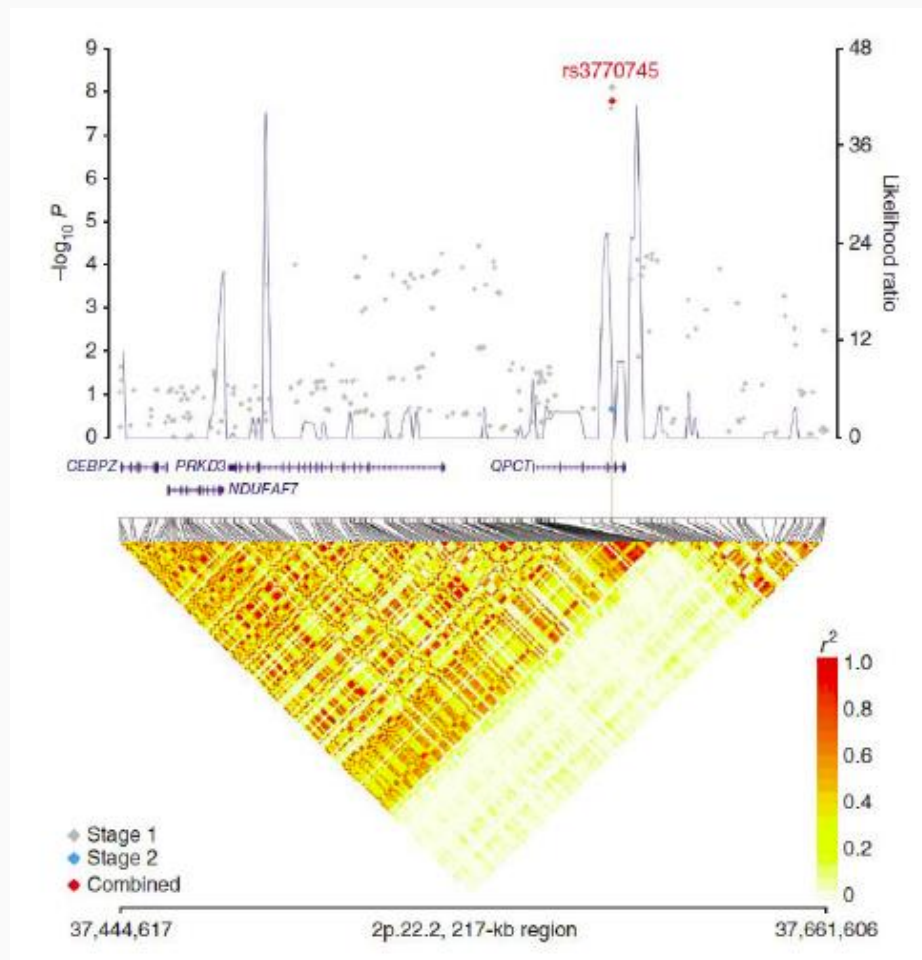 9
8
7
6
5
4
3
2
1
0
–log10 P
rs3770745
48
36
24
12
0
Likelihood ratio
CEBPZ PRKD3 QPCT
NDUFAF7
r2
1.0
0.8
0.6
0.4
0.2
0
Stage 1
Stage 2
Combined
37,444,617 2p.22.2, 217-kb region 37,661,606